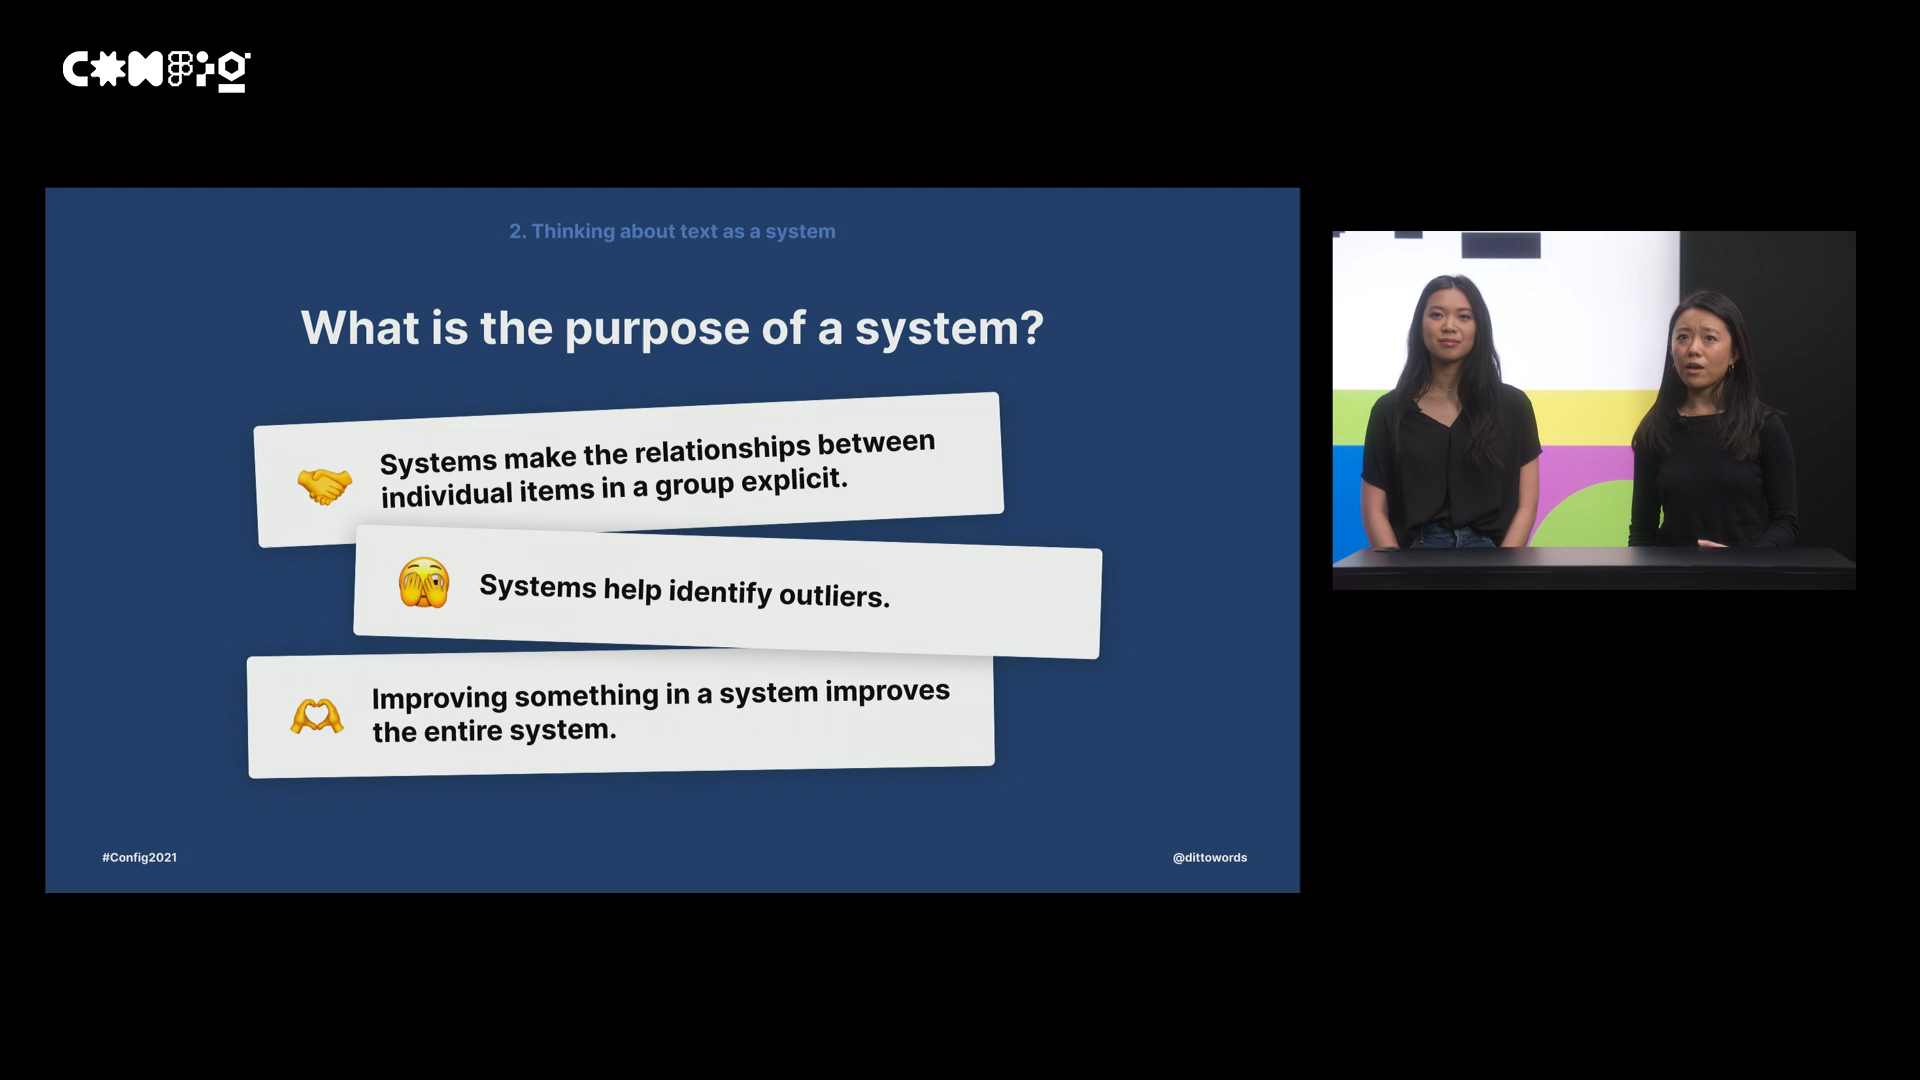 Config
2. Thinking about text as a system
What is the purpose of a system?
Systems make the relationships between
individual items in a group explicit.
Systems help identify outliers.
Improving something in a system improves
the entire system.
#Config2021
@dittowords